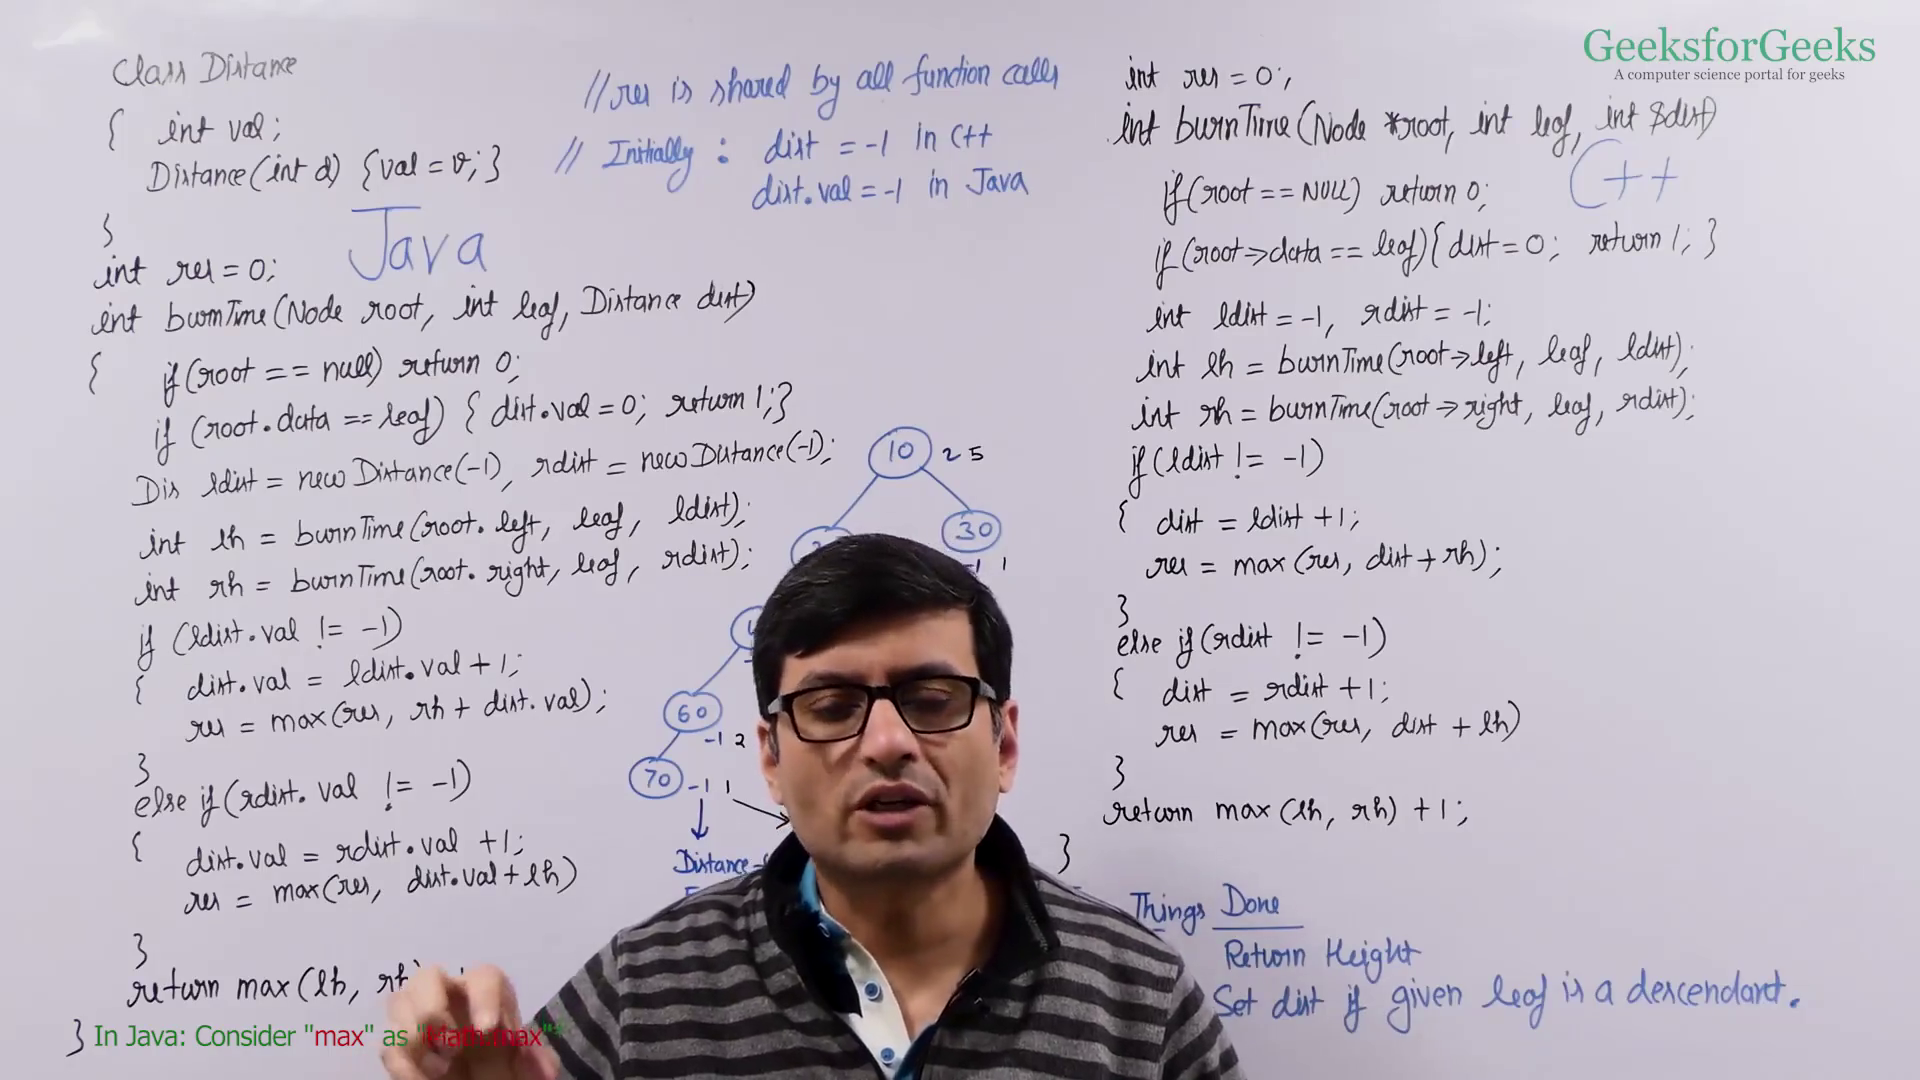 Class Distance
{ int val;
Distance(int d) {val = v;}
}
Java
int res = 0;
int burnTime(Node root, int leaf, Distance dist)
{ if(root == null) return 0;
if (root.data == leaf) { dist.val = 0; return 1; }
Dis ldist = new Distance(-1), rdist = new Distance(-1);
int lh = burnTime(root.left, leaf, ldist);
int rh = burnTime(root.right, leaf, rdist);
if (ldist.val != -1)
{ dist.val = ldist.val + 1;
res = max(res, rh + dist.val);
}
else if (rdist.val != -1)
{ dist.val = rdist.val + 1;
res = max(res, dist.val + lh)
}
return max(lh, rh)
}
In Java: Consider "max" as "Math.max"
//res is shared by all function calls
// Initially : dist = -1 in C++
dist.val = -1 in Java
10 2 5
30
-1 1
60
-1 2
70 -1 1
Distance
GeeksforGeeks
A computer science portal for geeks
int res = 0;
int burnTime(Node *root, int leaf, int &dist)
C++
if(root == NULL) return 0;
if (root->data == leaf){ dist = 0; return 1; }
int ldist = -1, rdist = -1;
int lh = burnTime(root->left, leaf, ldist);
int rh = burnTime(root->right, leaf, rdist);
if(ldist != -1)
{ dist = ldist + 1;
res = max(res, dist + rh);
}
else if(rdist != -1)
{ dist = rdist + 1;
res = max(res, dist + lh)
}
return max(lh, rh) + 1;
}
Things Done
Return Height
Set dist if given leaf is a descendant.